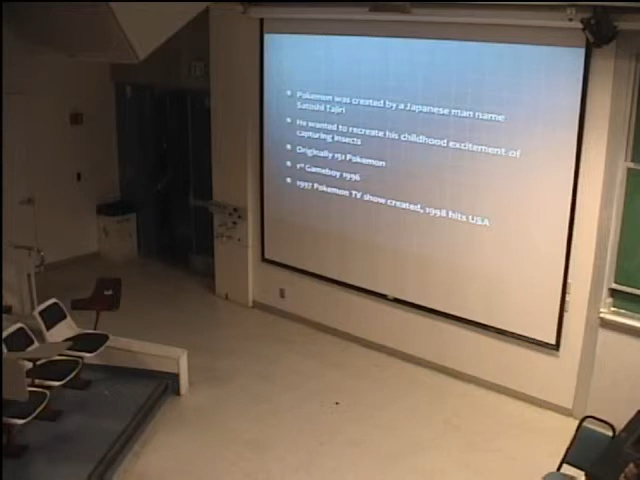 Pokemon was created by a Japanese man name
Satoshi Tajiri
He wanted to recreate his childhood excitement of
capturing insects
Originally 151 Pokemon
1st Gameboy 1996
1997 Pokemon TV show created, 1998 hits USA